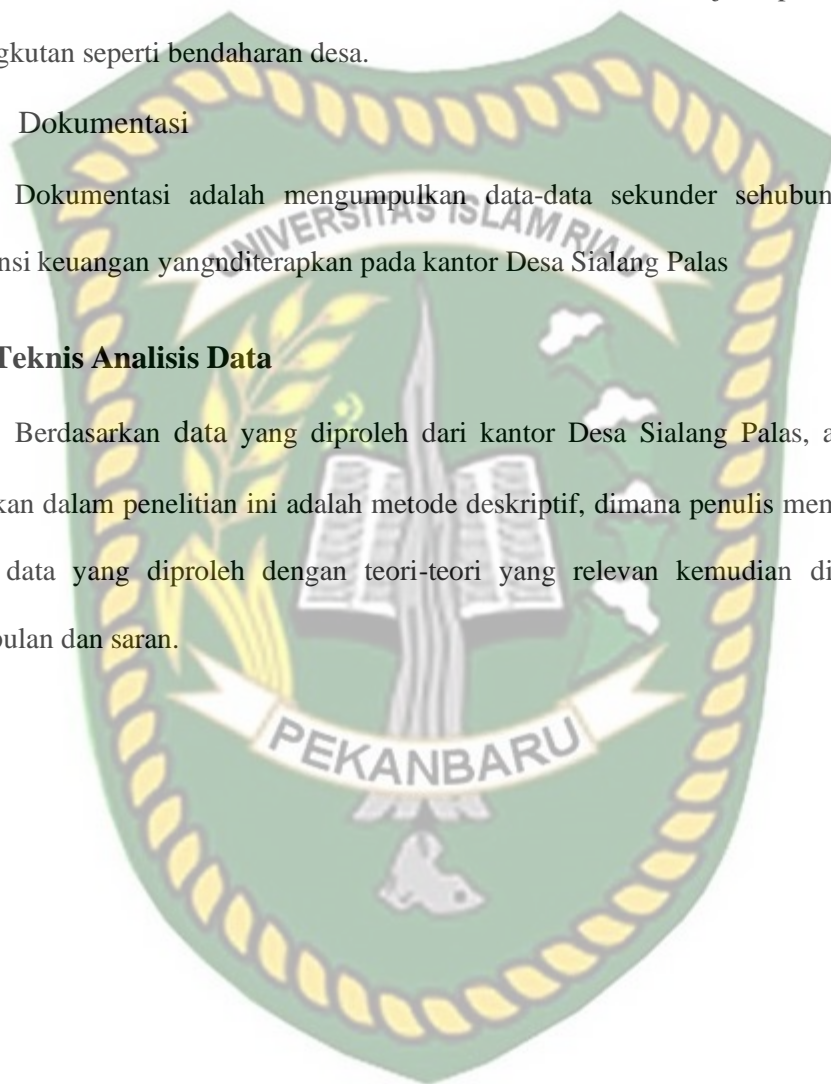 gkutan seperti bendaharan desa.
Dokumentasi
Dokumentasi adalah mengumpulkan data-data sekunder sehubun
nsi keuangan yangnditerapkan pada kantor Desa Sialang Palas
UNIVERSITAS ISLAM RIAU
Teknis Analisis Data
Berdasarkan data yang diproleh dari kantor Desa Sialang Palas, a
kan dalam penelitian ini adalah metode deskriptif, dimana penulis men
data yang diproleh dengan teori-teori yang relevan kemudian di
pulan dan saran.
PEKANBARU